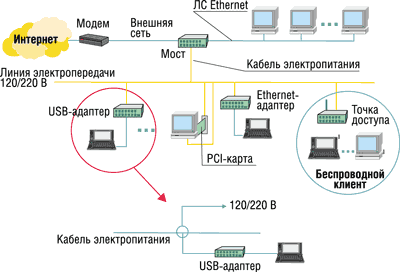 ЛС Ethernet
Модем
Внешняя
сеть
Интернет
Мост
Кабель электропитания
Линия электропередачи
120/220 В
USB-адаптер
Ethernet-
адаптер
Точка
доступа
PCI-карта
Беспроводной
клиент
120/220 В
Кабель электропитания
USB-адаптер